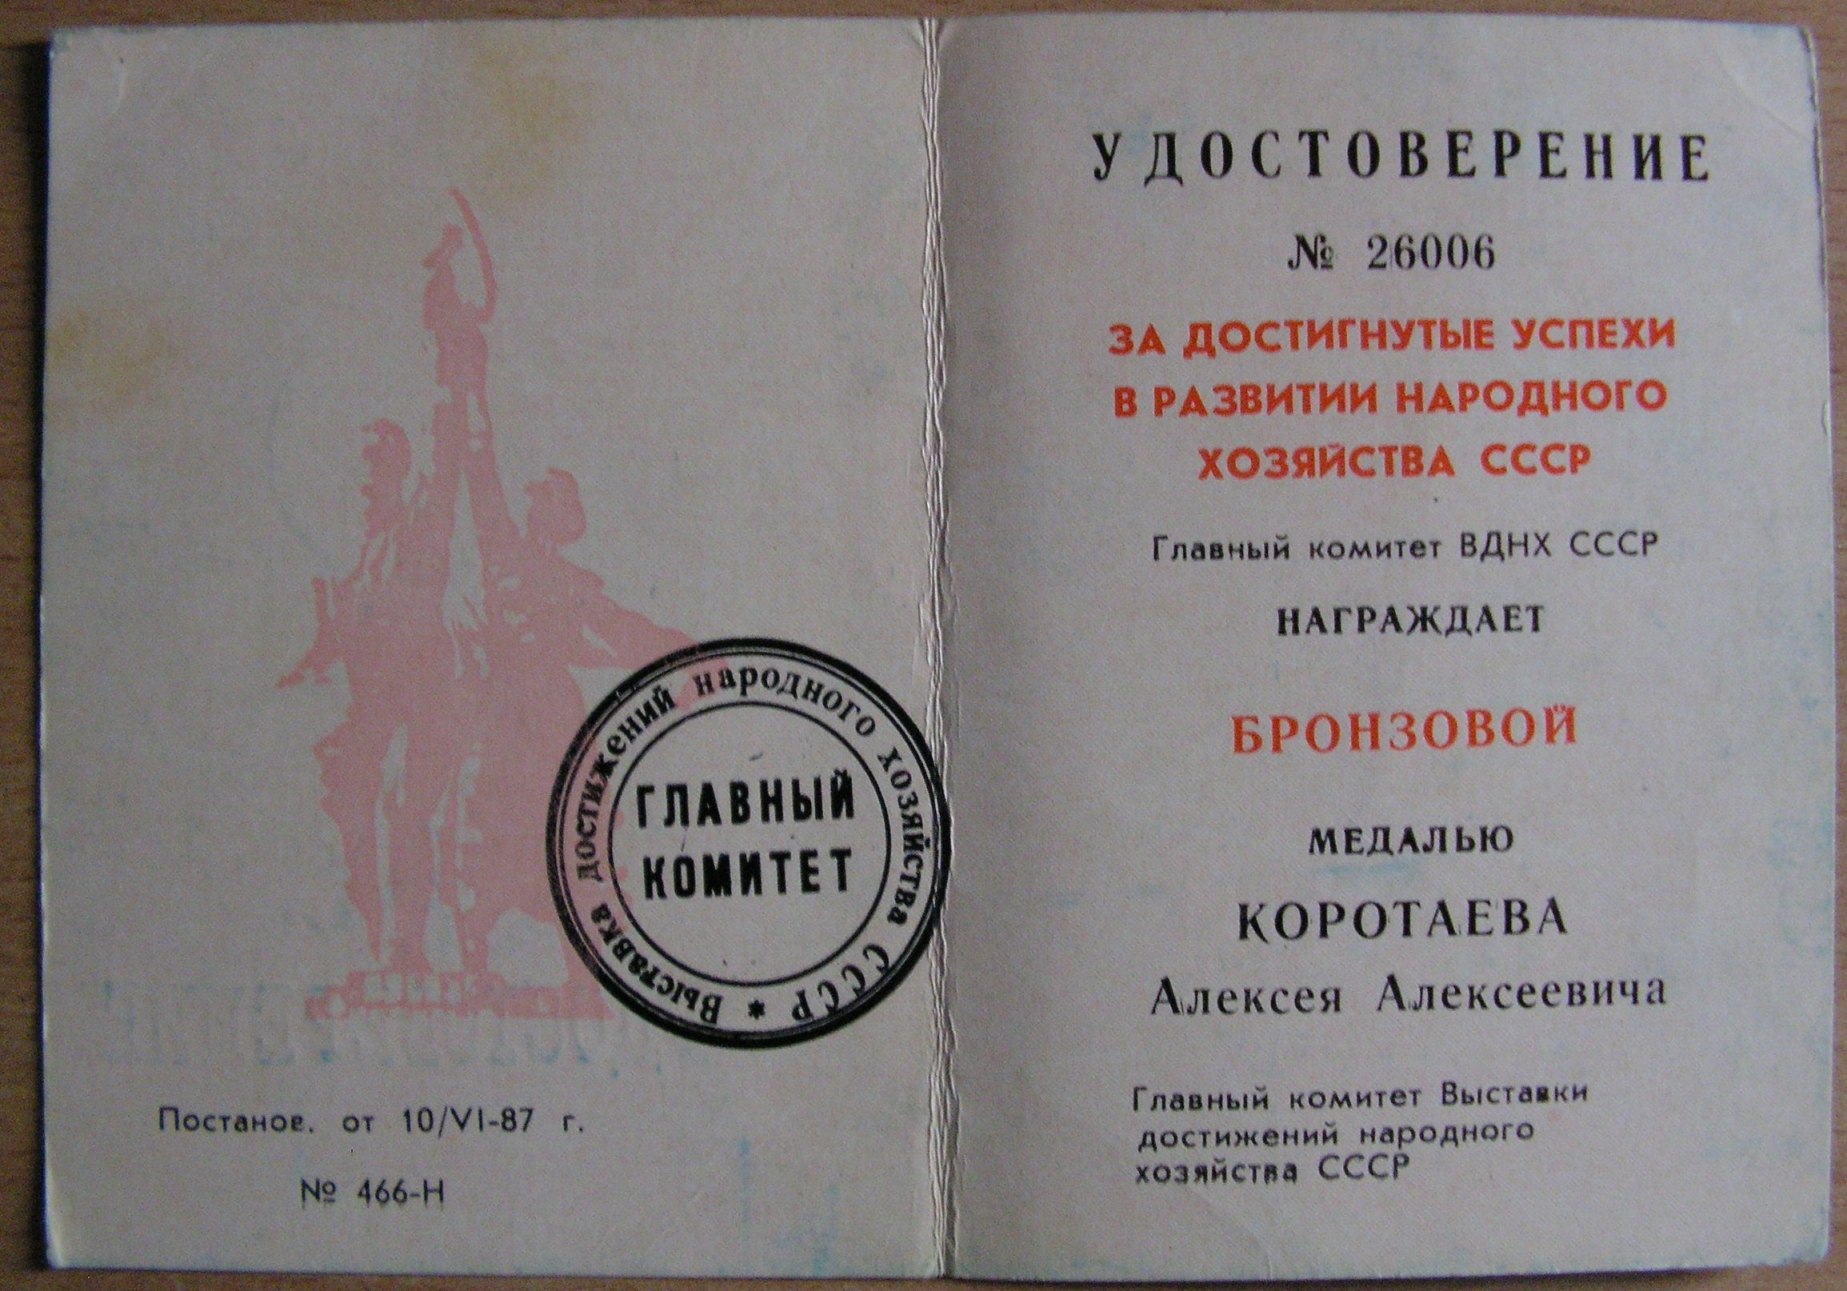 Выставка достижений народного хозяйства СССР *
ГЛАВНЫЙ
КОМИТЕТ
Постанов. от 10/VI-87 г.
№ 466-Н
УДОСТОВЕРЕНИЕ
№ 26006
ЗА ДОСТИГНУТЫЕ УСПЕХИ
В РАЗВИТИИ НАРОДНОГО
ХОЗЯЙСТВА СССР
Главный комитет ВДНХ СССР
НАГРАЖДАЕТ
БРОНЗОВОЙ
МЕДАЛЬЮ
КОРОТАЕВА
Алексея Алексеевича
Главный комитет Выставки
достижений народного
хозяйства СССР